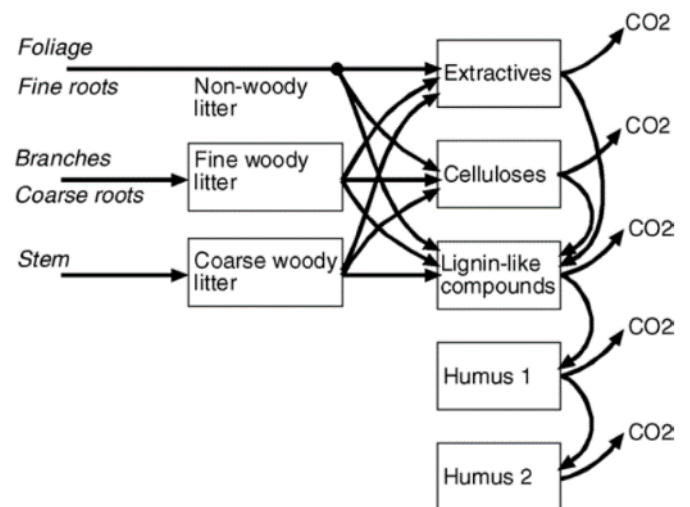 Foliage
Fine roots
Non-woody
litter
Branches
Coarse roots
Fine woody
litter
Stem
Coarse woody
litter
Extractives
CO2
Celluloses
CO2
Lignin-like
compounds
CO2
Humus 1
CO2
Humus 2
CO2